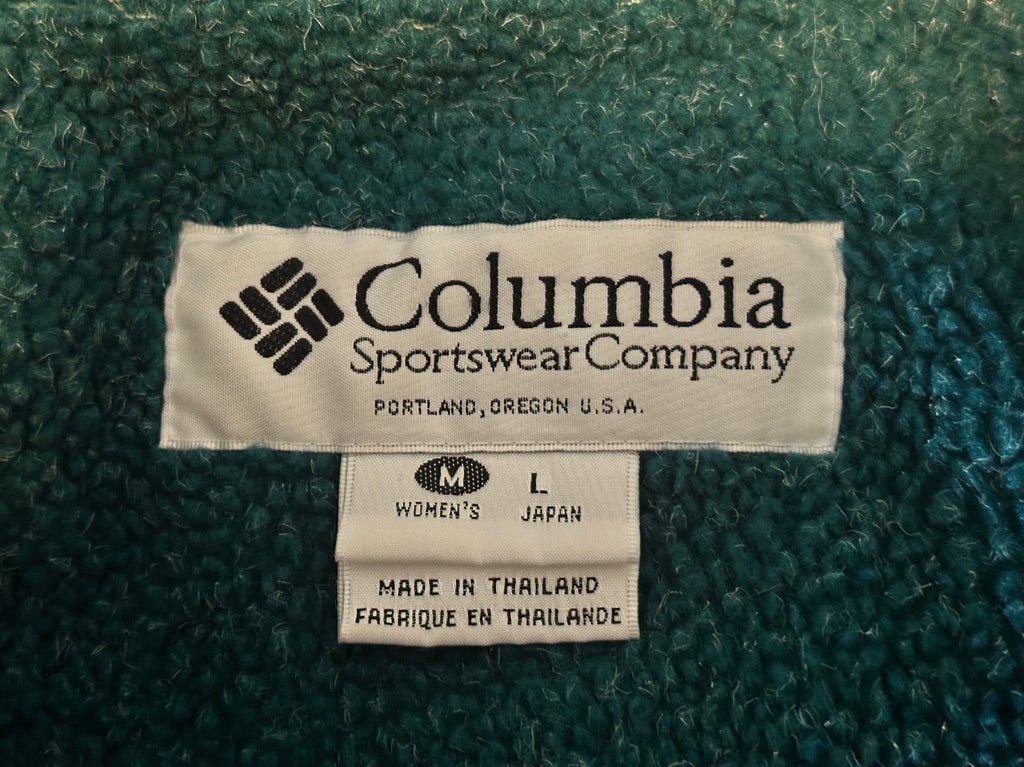 Columbia
Sportswear Company
PORTLAND, OREGON U.S.A.
M L
WOMEN'S JAPAN
MADE IN THAILAND
FABRIQUE EN THAILANDE